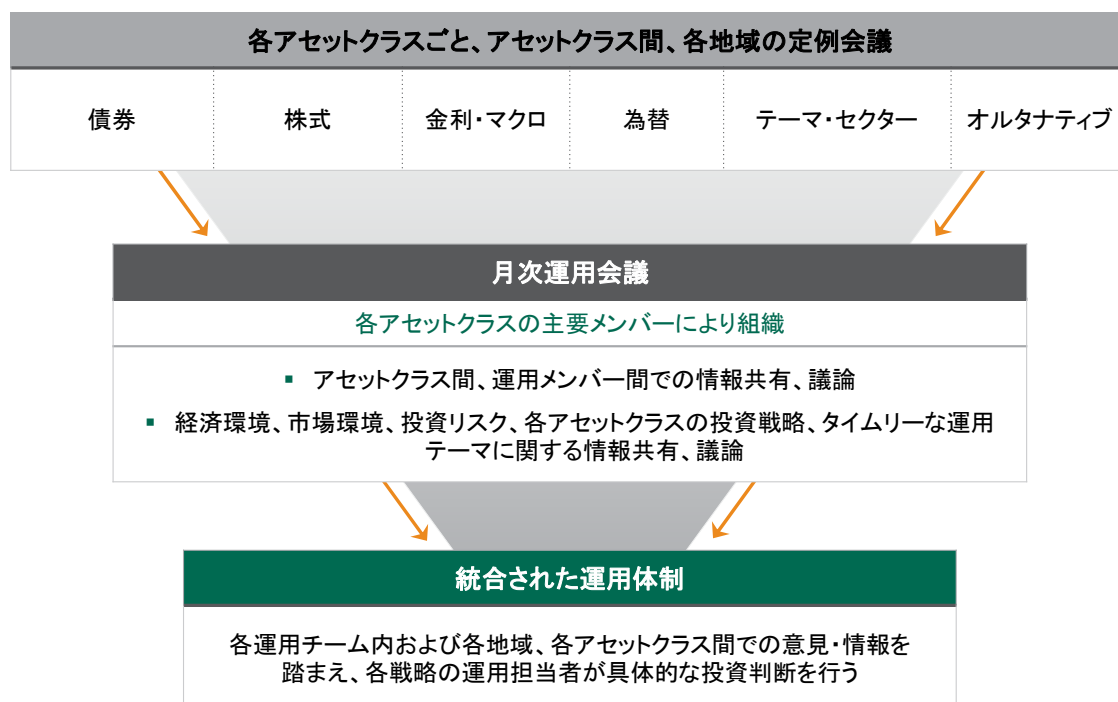 各アセットクラスごと、アセットクラス間、各地域の定例会議
債券
株式
金利・マクロ
為替
テーマ・セクター
オルタナティブ
月次運用会議
各アセットクラスの主要メンバーにより組織
▪ アセットクラス間、運用メンバー間での情報共有、議論
▪ 経済環境、市場環境、投資リスク、各アセットクラスの投資戦略、タイムリーな運用
テーマに関する情報共有、議論
統合された運用体制
各運用チーム内および各地域、各アセットクラス間での意見・情報を
踏まえ、各戦略の運用担当者が具体的な投資判断を行う